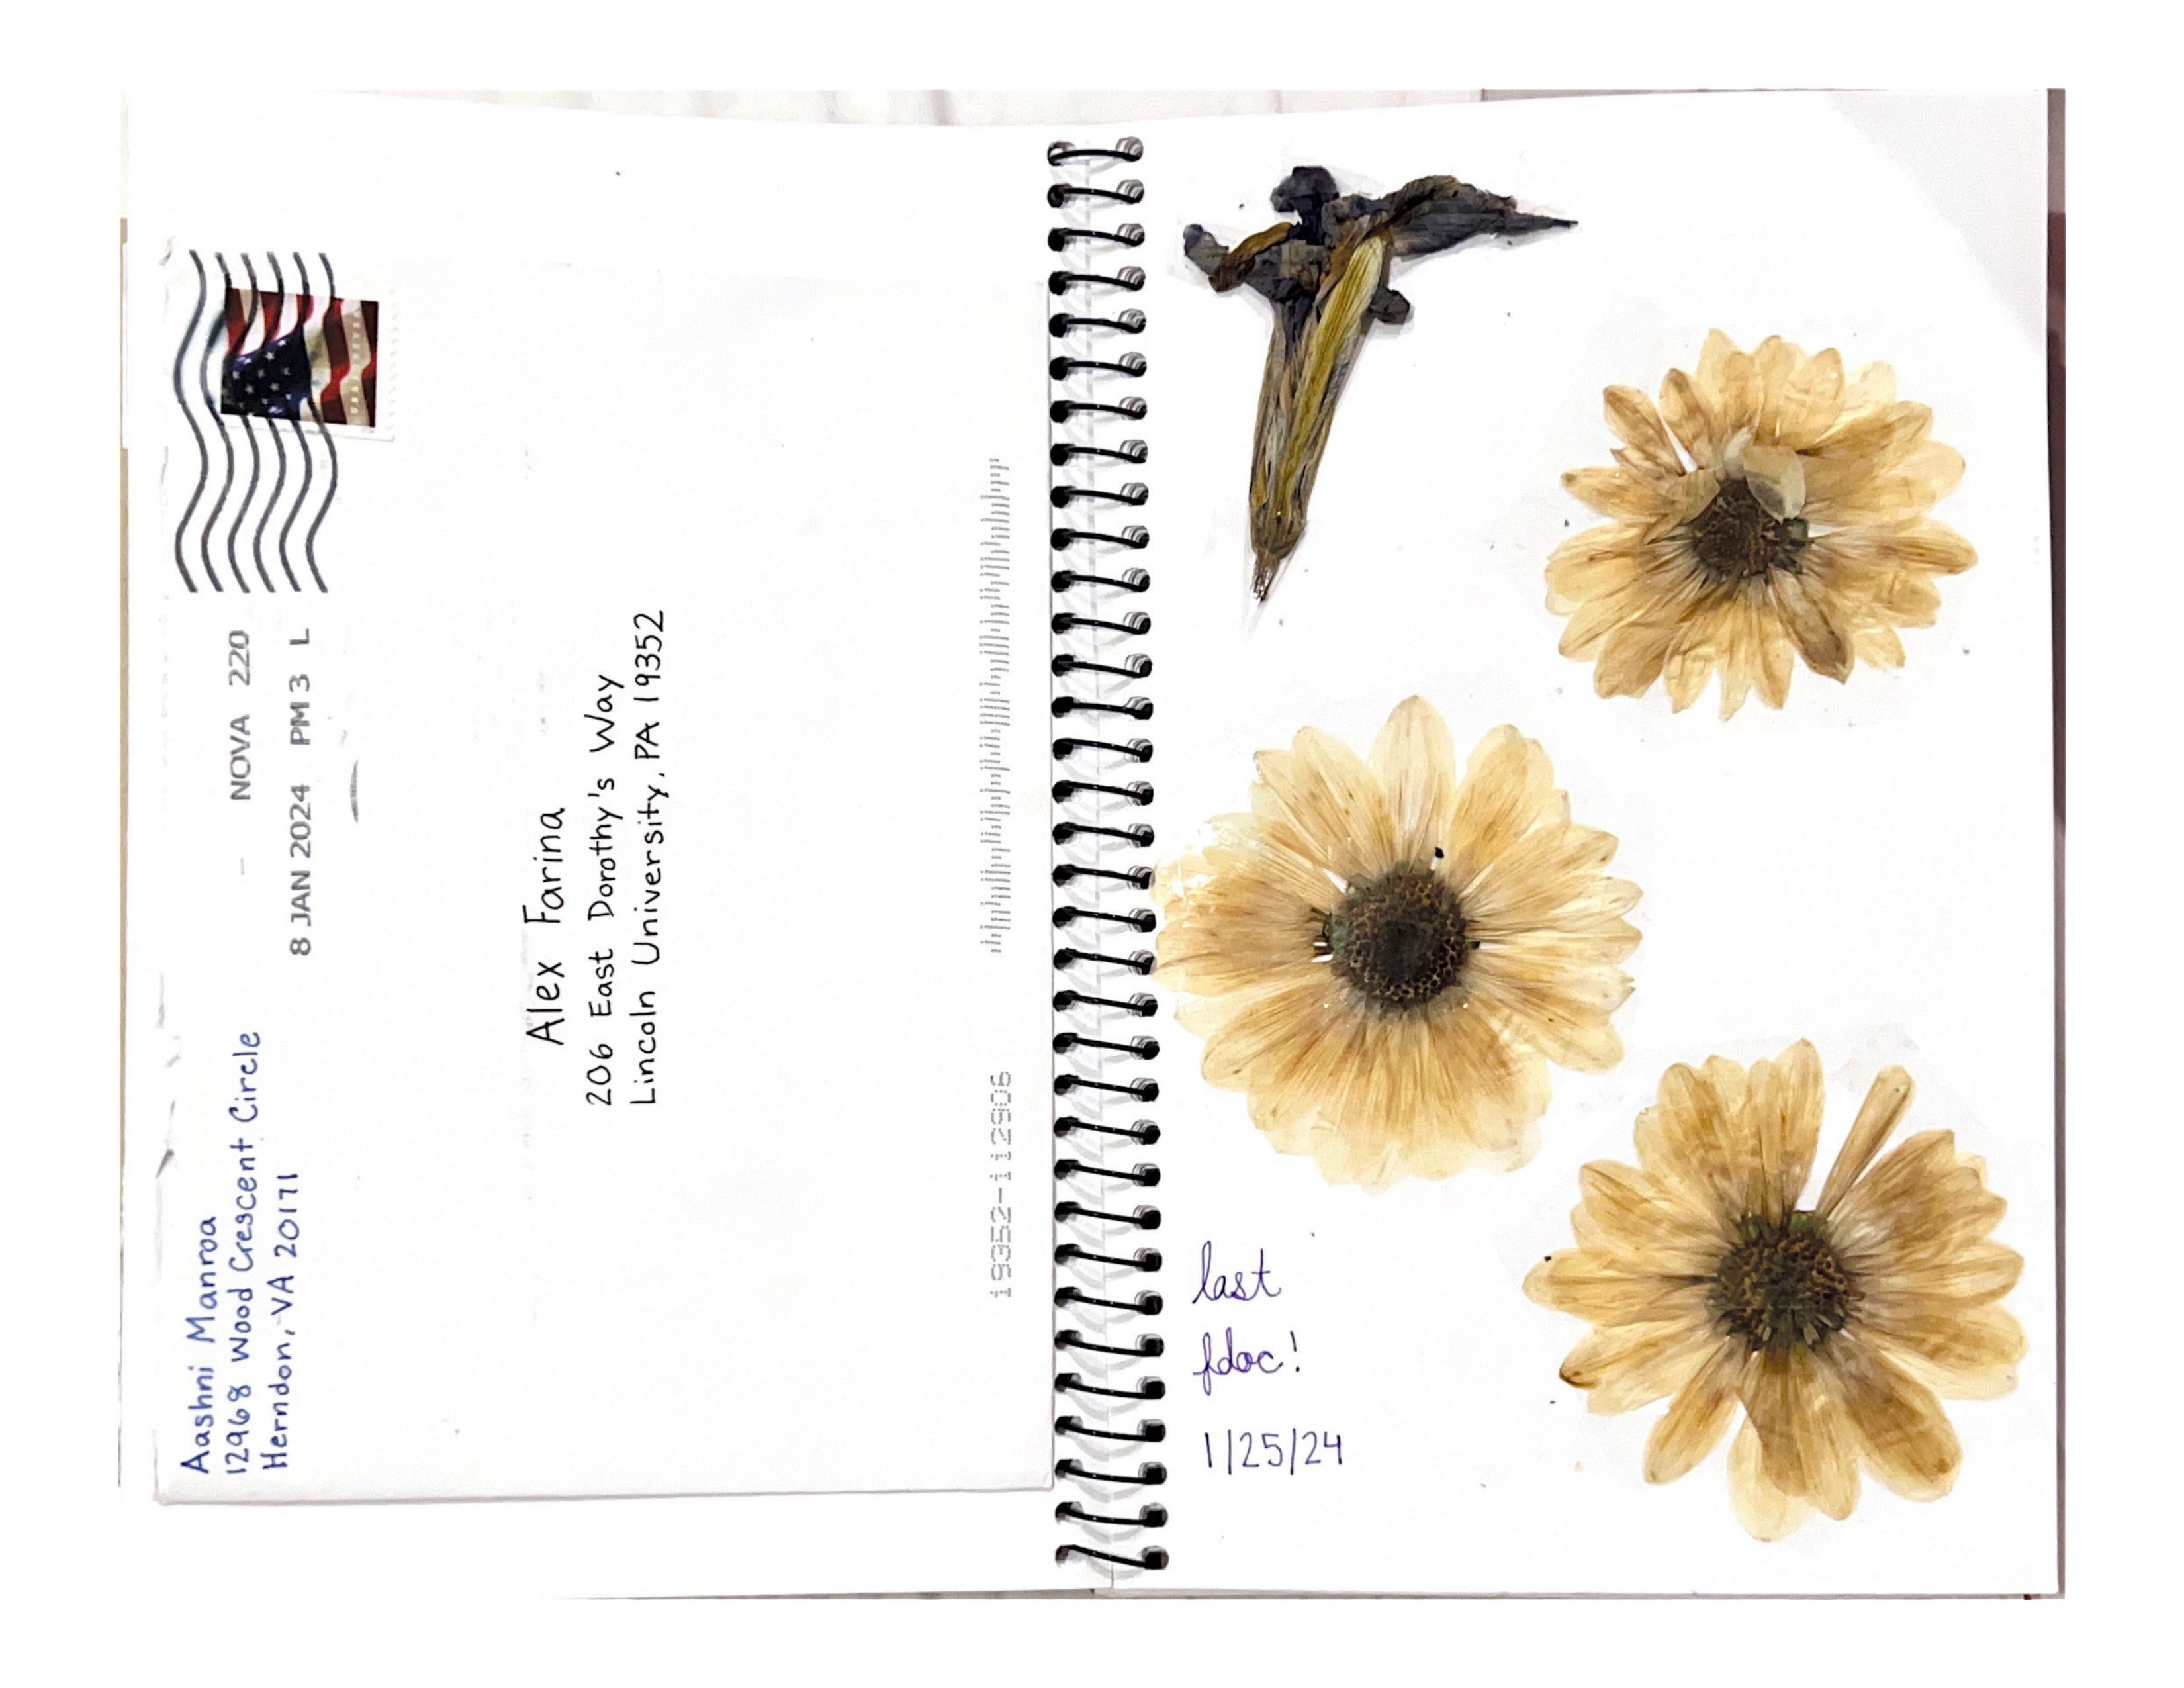 Aashni Manroa
12968 Wood Crescent Circle
Herndon, VA 20171
NOVA 220
8 JAN 2024 PM 3 L
Alex Farina
206 East Dorothy's Way
Lincoln University, PA 19352
19352-112906
last
fdoc!
1/25/24